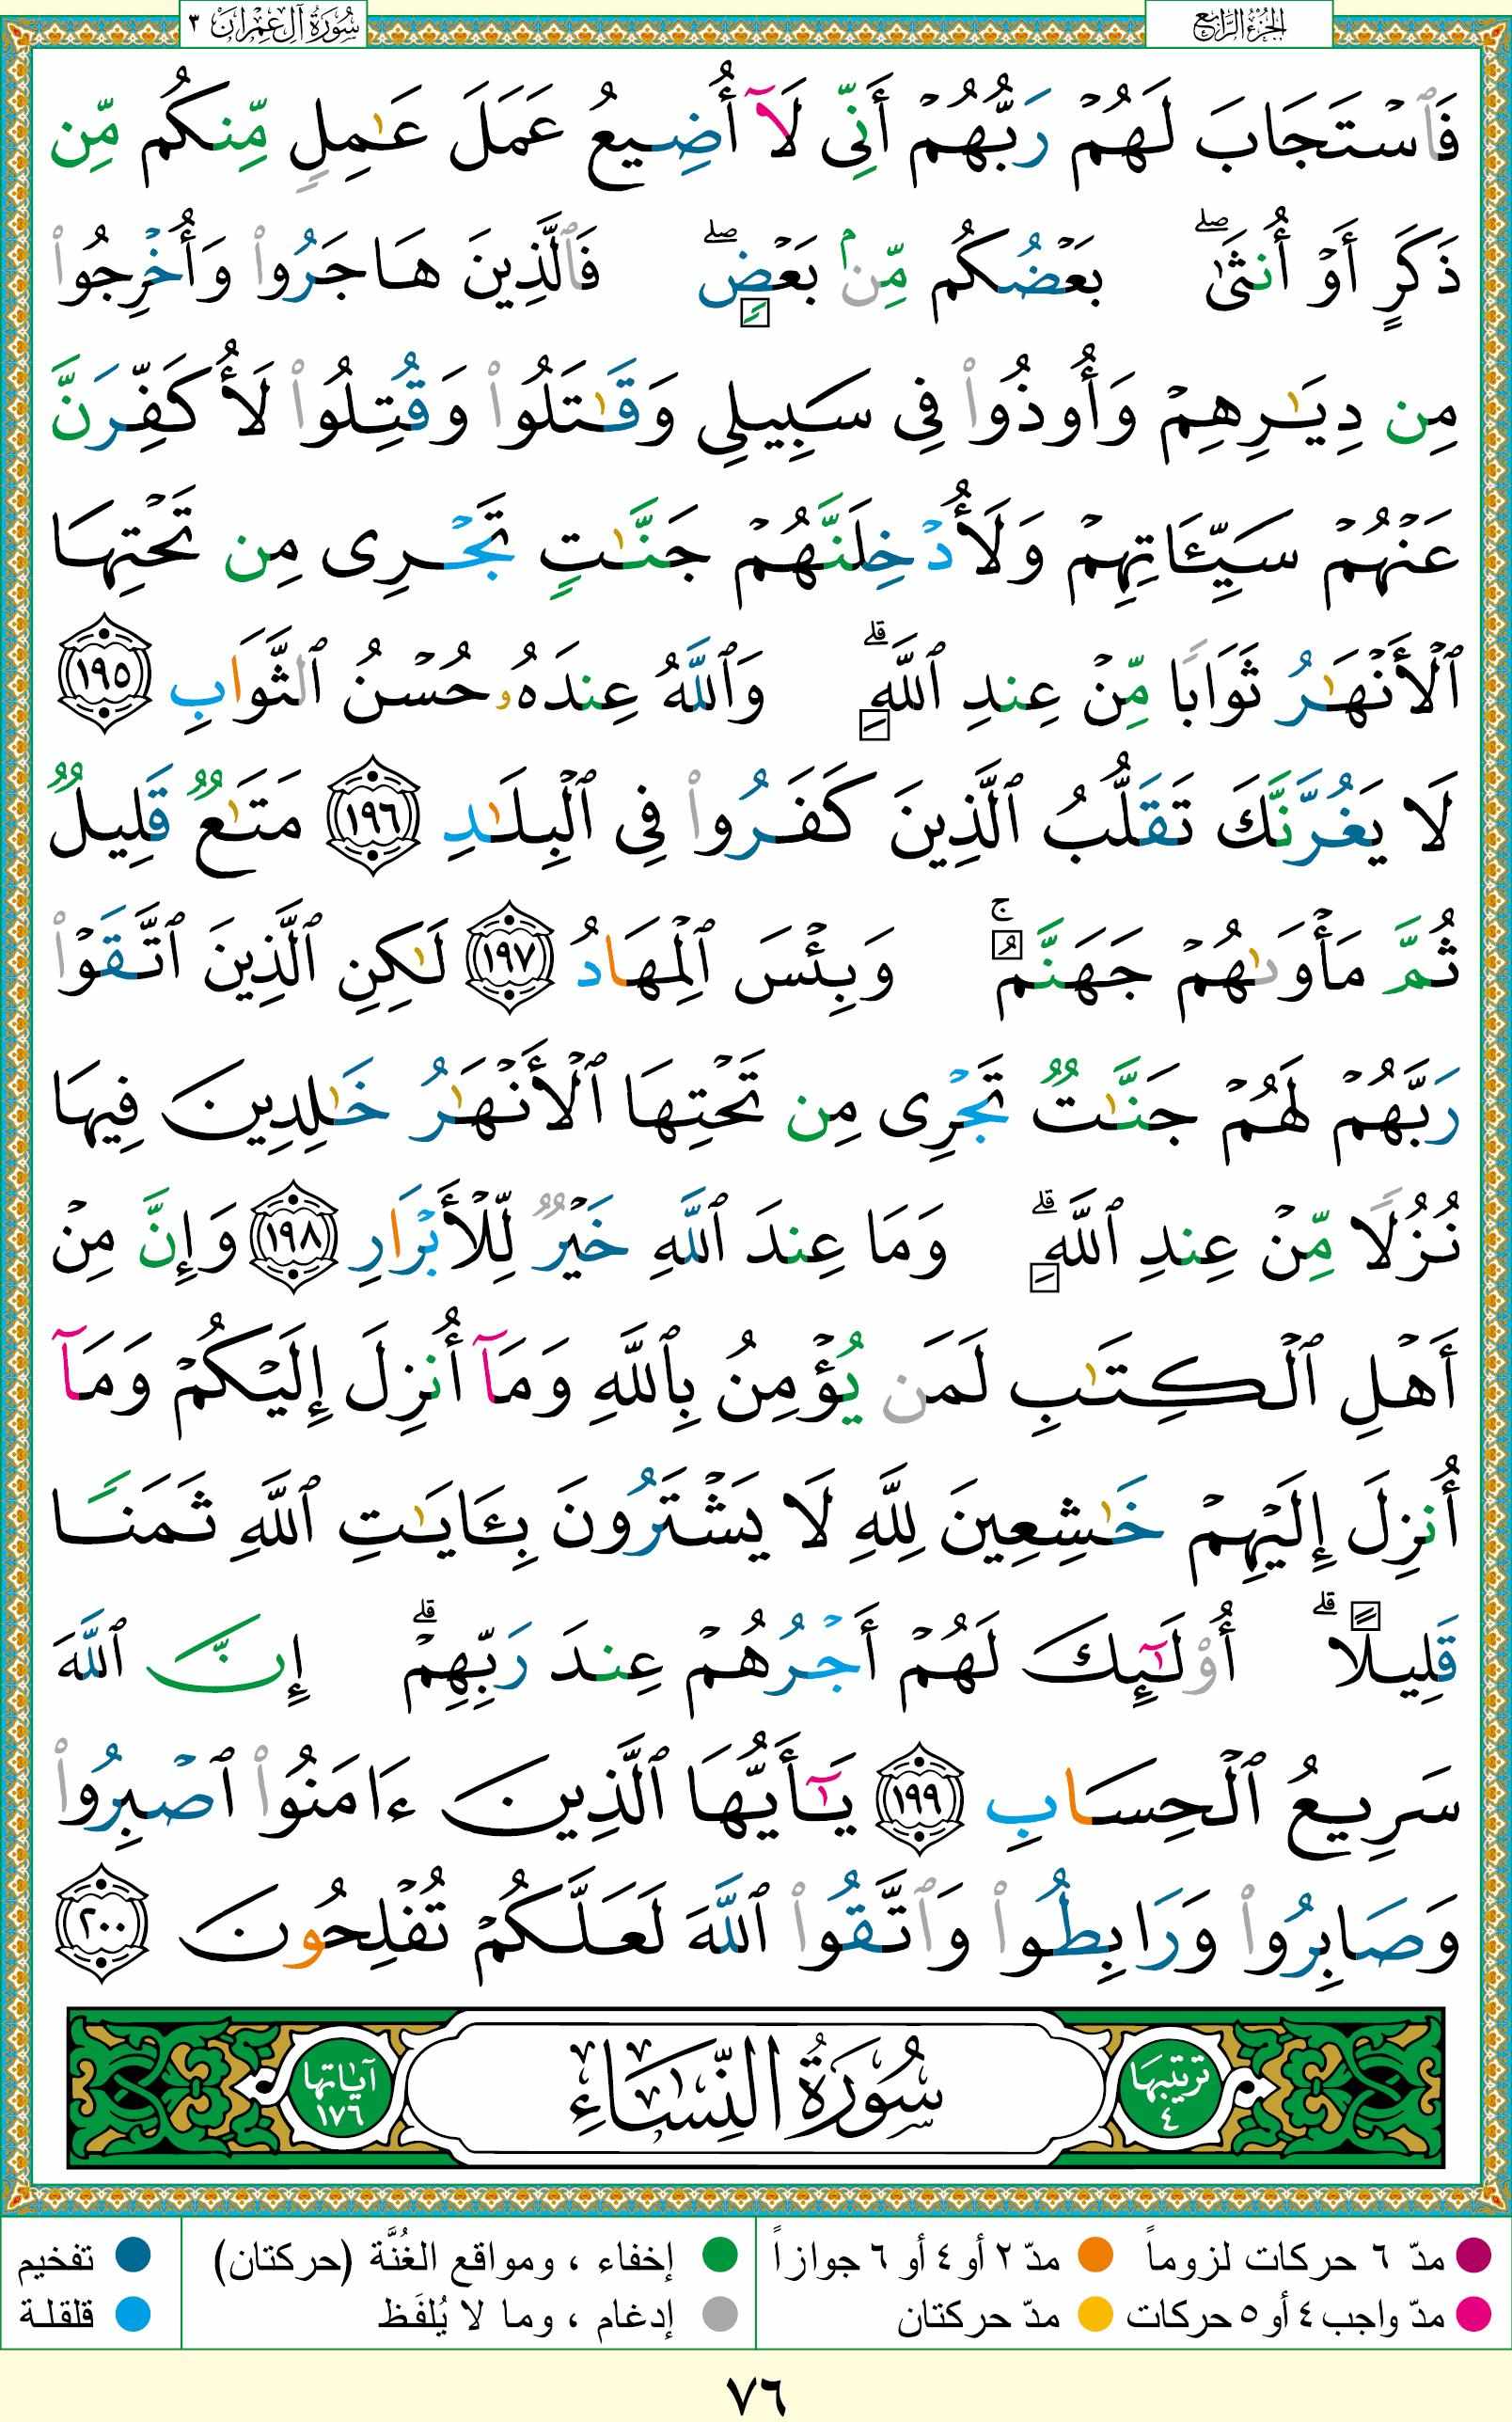 الجزء الرابع
سورة آل عمران ٣
فَٱسۡتَجَابَ لَهُمۡ رَبُّهُمۡ أَنِّى لَآ أُضِيعُ عَمَلَ عَٰمِلٍ مِّنكُم مِّن
ذَكَرٍ أَوۡ أُنثَىٰۖ بَعۡضُكُم مِّنۢ بَعۡضٖۖ فَٱلَّذِينَ هَاجَرُواْ وَأُخۡرِجُواْ
مِن دِيَٰرِهِمۡ وَأُوذُواْ فِى سَبِيلِى وَقَٰتَلُواْ وَقُتِلُواْ لَأُكَفِّرَنَّ
عَنۡهُمۡ سَيِّـَٔاتِهِمۡ وَلَأُدۡخِلَنَّهُمۡ جَنَّٰتٍ تَجۡرِى مِن تَحۡتِهَا
ٱلۡأَنۡهَٰرُ ثَوَابًا مِّنۡ عِندِ ٱللَّهِۗ وَٱللَّهُ عِندَهُۥ حُسۡنُ ٱلثَّوَابِ ١٩٥
لَا يَغُرَّنَّكَ تَقَلُّبُ ٱلَّذِينَ كَفَرُواْ فِى ٱلۡبِلَٰدِ ١٩٦ مَتَٰعٌ قَلِيلٌ
ثُمَّ مَأۡوَىٰهُمۡ جَهَنَّمُۚ وَبِئۡسَ ٱلۡمِهَادُ ١٩٧ لَٰكِنِ ٱلَّذِينَ ٱتَّقَوۡاْ
رَبَّهُمۡ لَهُمۡ جَنَّٰتٌ تَجۡرِى مِن تَحۡتِهَا ٱلۡأَنۡهَٰرُ خَٰلِدِينَ فِيهَا
نُزُلًا مِّنۡ عِندِ ٱللَّهِۗ وَمَا عِندَ ٱللَّهِ خَيۡرٌ لِّلۡأَبۡرَارِ ١٩٨ وَإِنَّ مِنۡ
أَهۡلِ ٱلۡكِتَٰبِ لَمَن يُؤۡمِنُ بِٱللَّهِ وَمَآ أُنزِلَ إِلَيۡكُمۡ وَمَآ
أُنزِلَ إِلَيۡهِمۡ خَٰشِعِينَ لِلَّهِ لَا يَشۡتَرُونَ بِـَٔايَٰتِ ٱللَّهِ ثَمَنًا
قَلِيلًاۗ أُوْلَٰٓئِكَ لَهُمۡ أَجۡرُهُمۡ عِندَ رَبِّهِمۡۗ إِنَّ ٱللَّهَ
سَرِيعُ ٱلۡحِسَابِ ١٩٩ يَٰٓأَيُّهَا ٱلَّذِينَ ءَامَنُواْ ٱصۡبِرُواْ
وَصَابِرُواْ وَرَابِطُواْ وَٱتَّقُواْ ٱللَّهَ لَعَلَّكُمۡ تُفۡلِحُونَ ٢٠٠
ترتيبها ٤
سُورَةُ النِّسَاءِ
آياتها ١٧٦
مدّ ٦ حركات لزوماً
مدّ ٢ أو ٤ أو ٦ جوازاً
إخفاء ، ومواقع الغُنَّة (حركتان)
تفخيم
مدّ واجب ٤ أو ٥ حركات
مدّ حركتان
إدغام ، وما لا يُلفَظ
قلقلة
٧٦